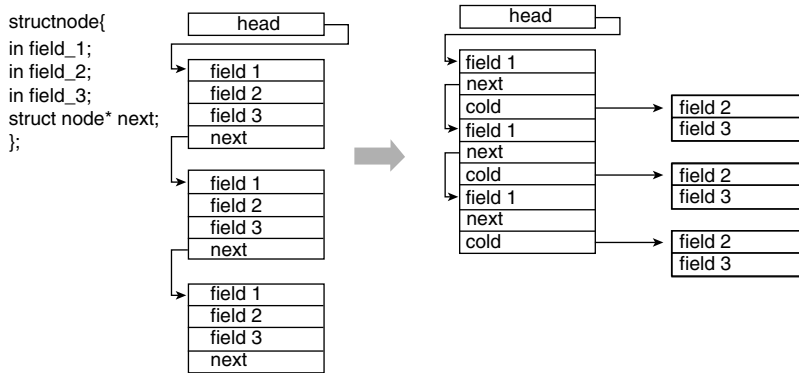 structnode{
in field_1;
in field_2;
in field_3;
struct node* next;
};
head
field 1
field 2
field 3
next
field 1
field 2
field 3
next
field 1
field 2
field 3
next
head
field 1
next
cold
field 1
next
cold
field 1
next
cold
field 2
field 3
field 2
field 3
field 2
field 3